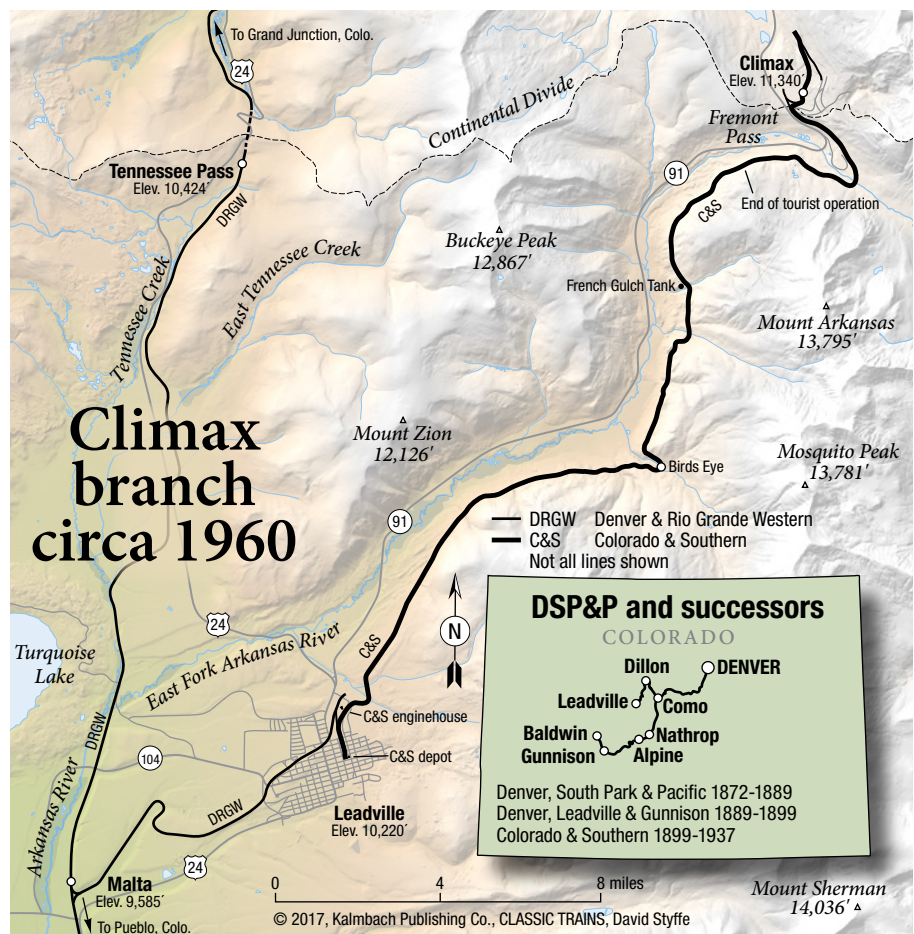 To Grand Junction, Colo.
24
Climax
Elev. 11,340′
Continental Divide
Fremont
Pass
Tennessee Pass
Elev. 10,424′
91
DRGW
C&S
End of tourist operation
Buckeye Peak
12,867'
East Tennessee Creek
Tennessee Creek
French Gulch Tank
Mount Arkansas
13,795'
Climax
branch
circa 1960
Mount Zion
12,126'
Mosquito Peak
13,781'
Birds Eye
91
DRGW Denver & Rio Grande Western
C&S Colorado & Southern
Not all lines shown
N
24
Turquoise
Lake
East Fork Arkansas River
C&S
DSP&P and successors
COLORADO
Dillon
DENVER
Leadville
Como
Baldwin
Nathrop
Gunnison
Alpine
Denver, South Park & Pacific 1872-1889
Denver, Leadville & Gunnison 1889-1899
Colorado & Southern 1899-1937
C&S enginehouse
C&S depot
DRGW
104
Arkansas River
DRGW
Leadville
Elev. 10,220′
24
Malta
Elev. 9,585′
To Pueblo, Colo.
0 4 8 miles
Mount Sherman
14,036'
© 2017, Kalmbach Publishing Co., CLASSIC TRAINS, David Styffe